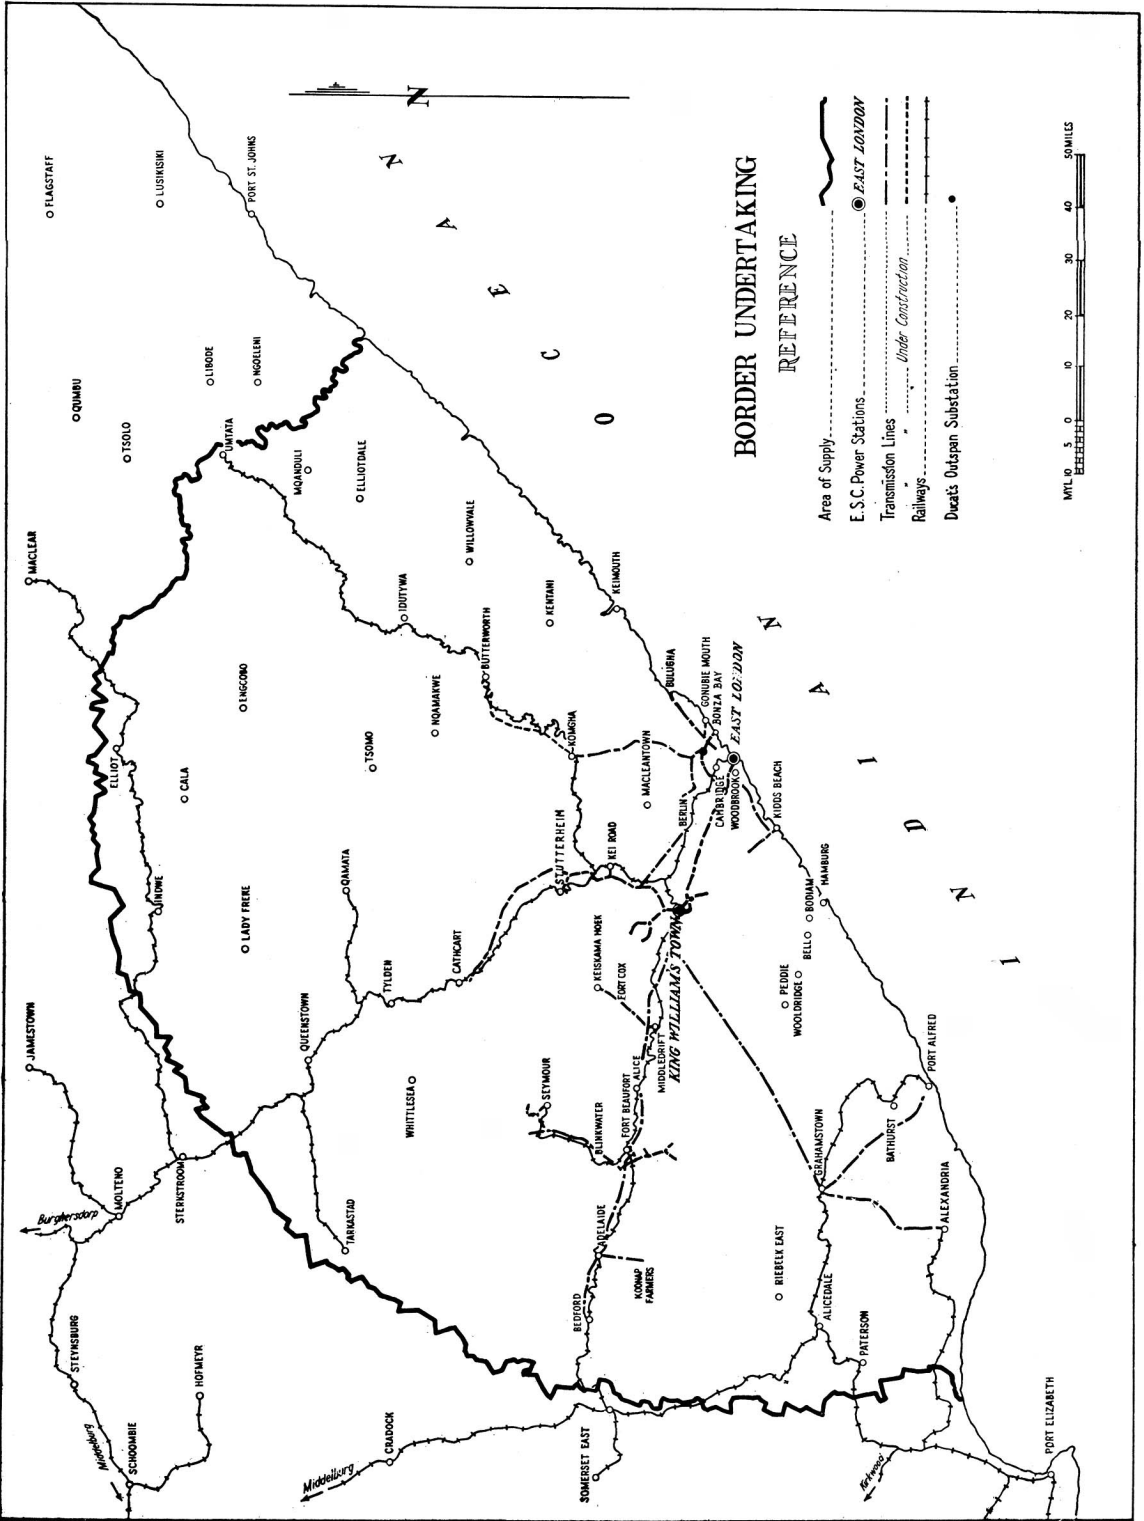 BORDER UNDERTAKING
REFERENCE
Area of Supply
E.S.C. Power Stations EAST LONDON
Transmission Lines
" " Under Construction
Railways
Ducat's Outspan Substation
MYL 10 5 0 10 20 30 40 50 MILES
N
INDIAN OCEAN
FLAGSTAFF
LUSIKISIKI
PORT ST. JOHNS
QUMBU
LIBODE
NGOELENI
TSOLO
UMTATA
MQANDULI
ELLIOTDALE
WILLOWVALE
MACLEAR
IDUTYWA
KENTANI
KEIMOUTH
BUTTERWORTH
ENGCOBO
NQAMAKWE
BULUGNA
GONUBIE MOUTH
BONZA BAY
EAST LONDON
ELLIOT
CALA
TSOMO
KOMGHA
MACLEANTOWN
BERLIN
CAMBRIDGE
WOODBROOK
KIDDS BEACH
INDWE
LADY FRERE
QAMATA
STUTTERHEIM
KEI ROAD
HAMBURG
BODIAM
BELL
CATHCART
TYLDEN
KEISKAMA HOEK
FORT COX
PEDDIE
WOOLDRIDGE
JAMESTOWN
QUEENSTOWN
WHITTLESEA
SEYMOUR
BLINKWATER
FORT BEAUFORT
ALICE
MIDDLEDRIFT
KING WILLIAM'S TOWN
PORT ALFRED
BATHURST
GRAHAMSTOWN
ALEXANDRIA
Burghersdorp
MOLTENO
STERKSTROOM
TARKASTAD
ADELAIDE
KOONAP
FARMERS
BEDFORD
RIEBEEK EAST
ALICEDALE
PATERSON
STEYNSBURG
HOFMEYR
Middelburg
SCHOOMBIE
CRADOCK
Middelburg
SOMERSET EAST
Kirkwood
PORT ELIZABETH